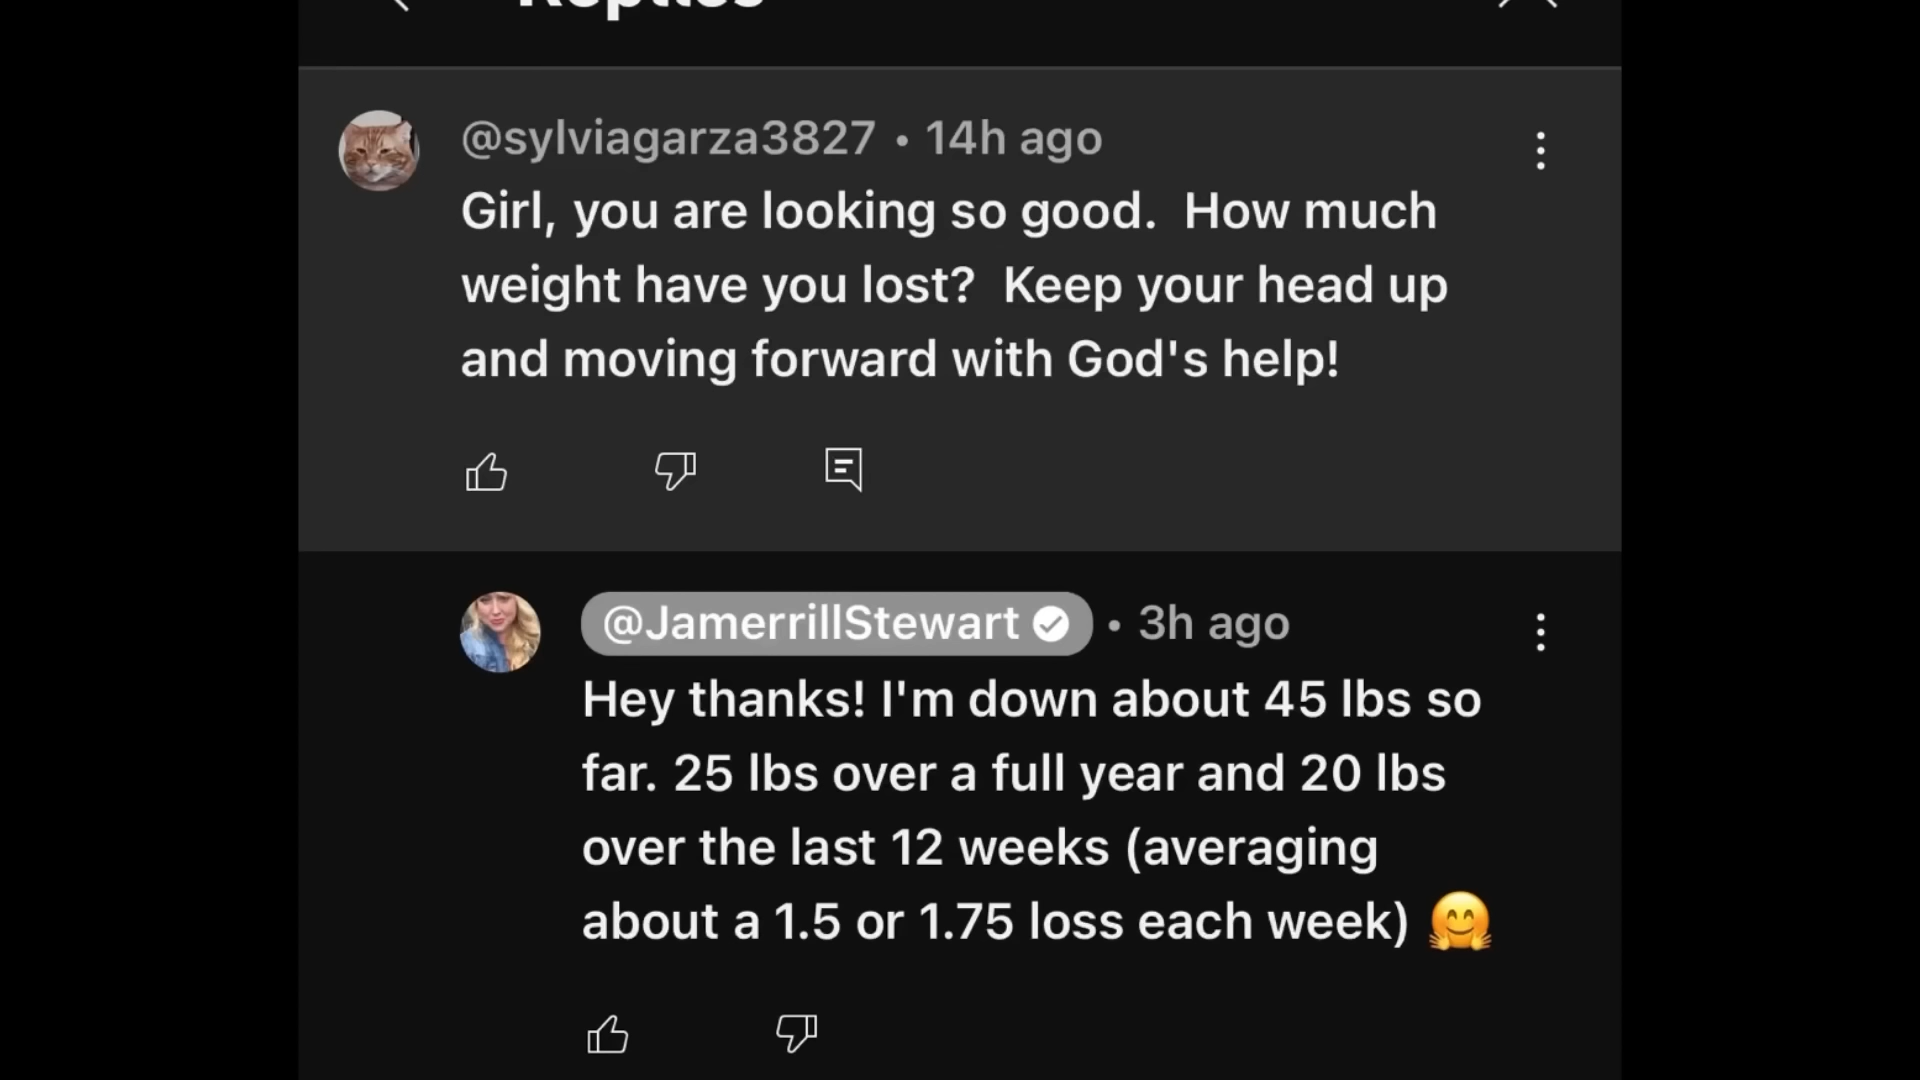 Replies
@sylviagarza3827 • 14h ago
Girl, you are looking so good.  How much
weight have you lost?  Keep your head up
and moving forward with God's help!
@JamerrillStewart • 3h ago
Hey thanks! I'm down about 45 lbs so
far. 25 lbs over a full year and 20 lbs
over the last 12 weeks (averaging
about a 1.5 or 1.75 loss each week) 🤗